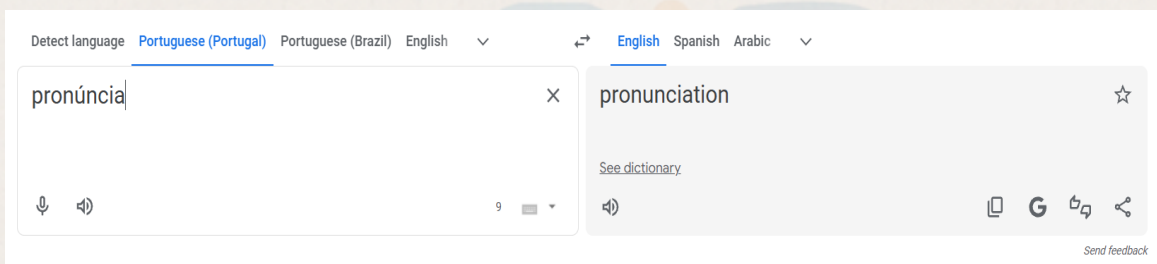 Detect language Portuguese (Portugal) Portuguese (Brazil) English English Spanish Arabic
pronúncia
pronunciation
See dictionary
9
Send feedback